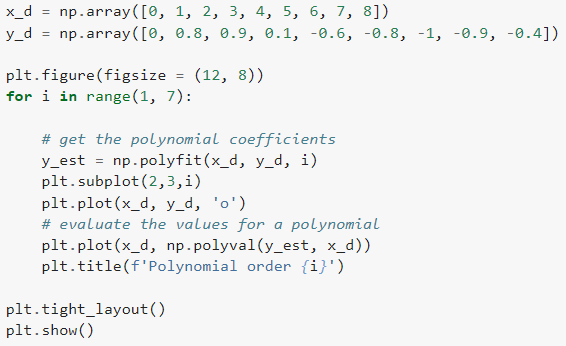 x_d = np.array([0, 1, 2, 3, 4, 5, 6, 7, 8])
y_d = np.array([0, 0.8, 0.9, 0.1, -0.6, -0.8, -1, -0.9, -0.4])

plt.figure(figsize = (12, 8))
for i in range(1, 7):

    # get the polynomial coefficients
    y_est = np.polyfit(x_d, y_d, i)
    plt.subplot(2,3,i)
    plt.plot(x_d, y_d, 'o')
    # evaluate the values for a polynomial
    plt.plot(x_d, np.polyval(y_est, x_d))
    plt.title(f'Polynomial order {i}')

plt.tight_layout()
plt.show()